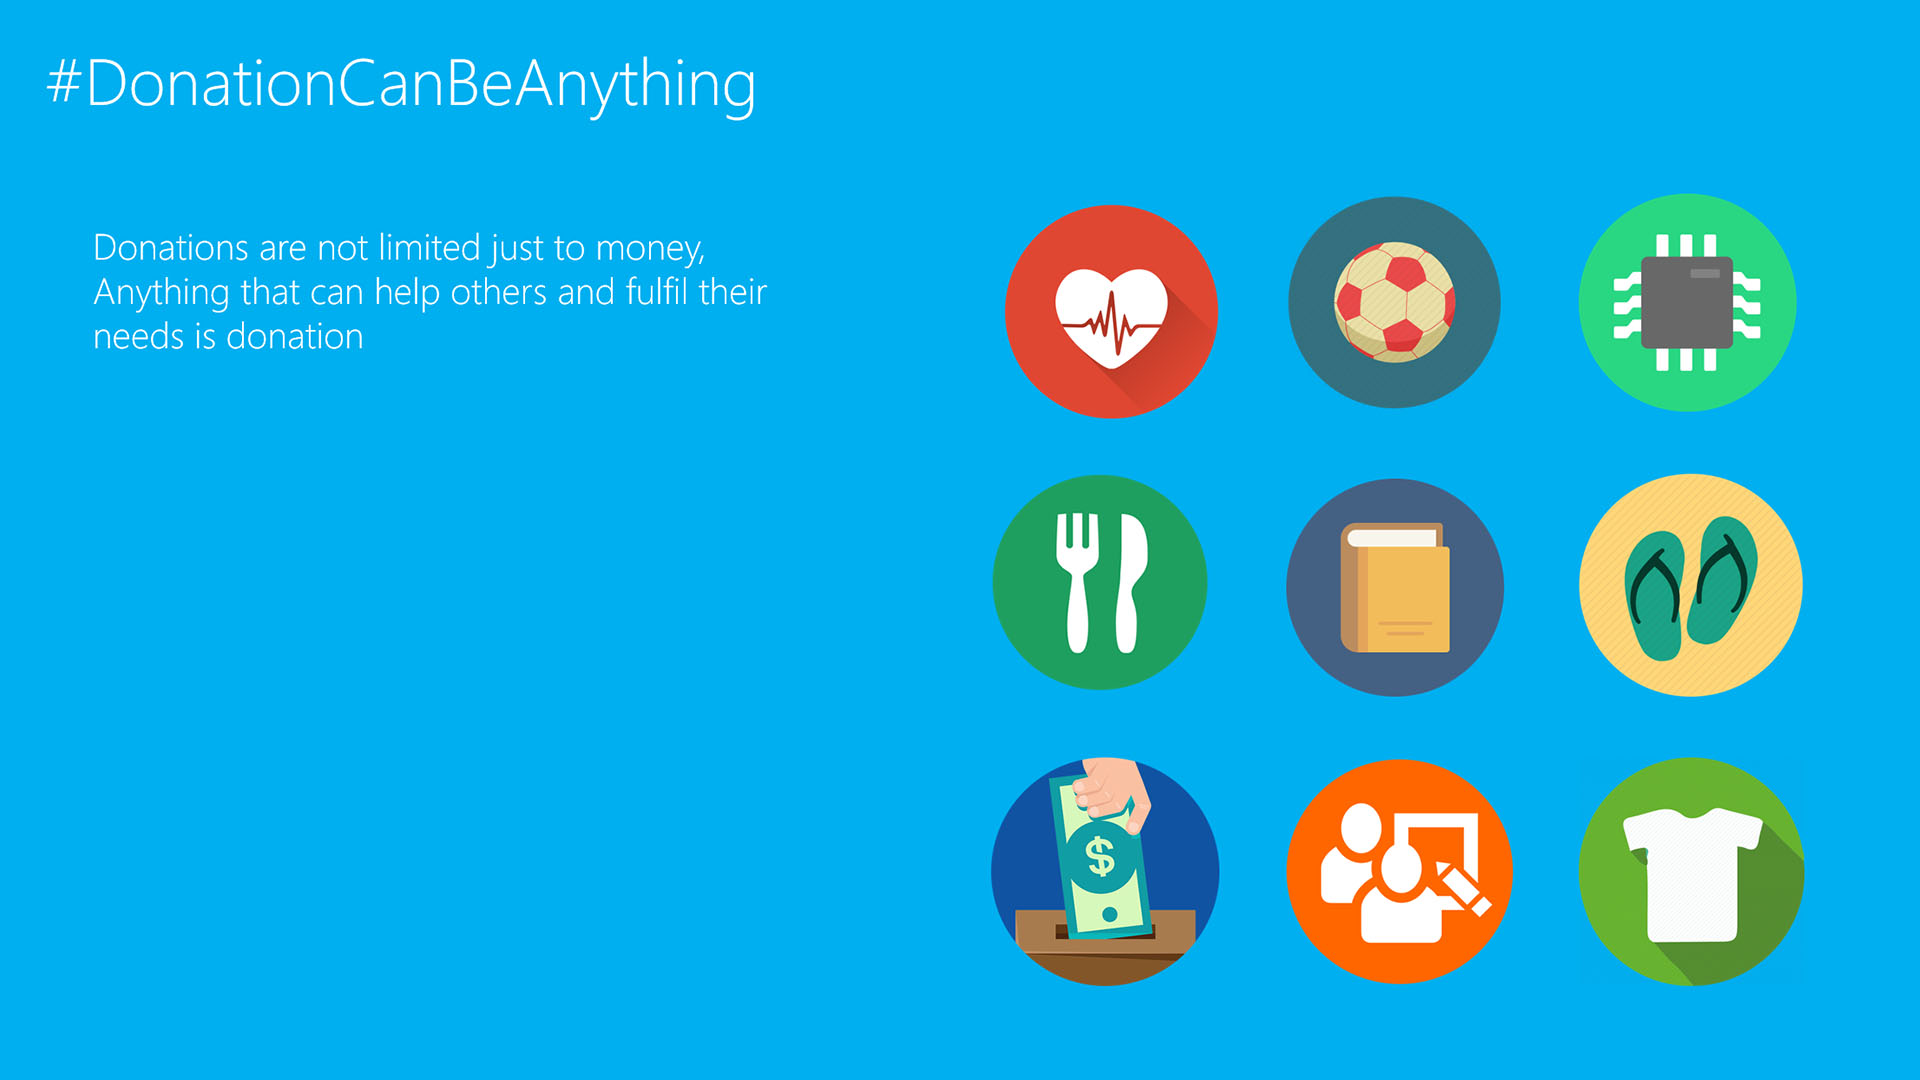 #DonationCanBeAnything
Donations are not limited just to money,
Anything that can help others and fulfil their
needs is donation
$